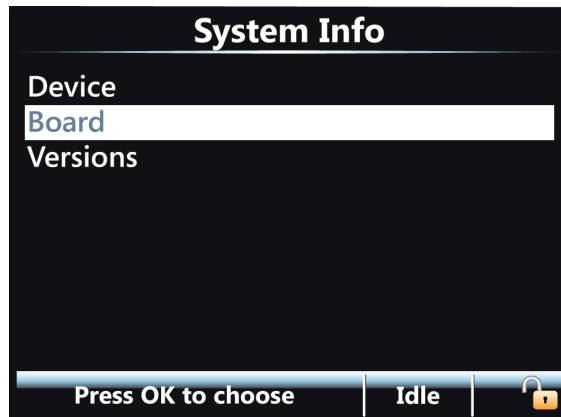 System Info
Device
Board
Versions
Press OK to choose Idle